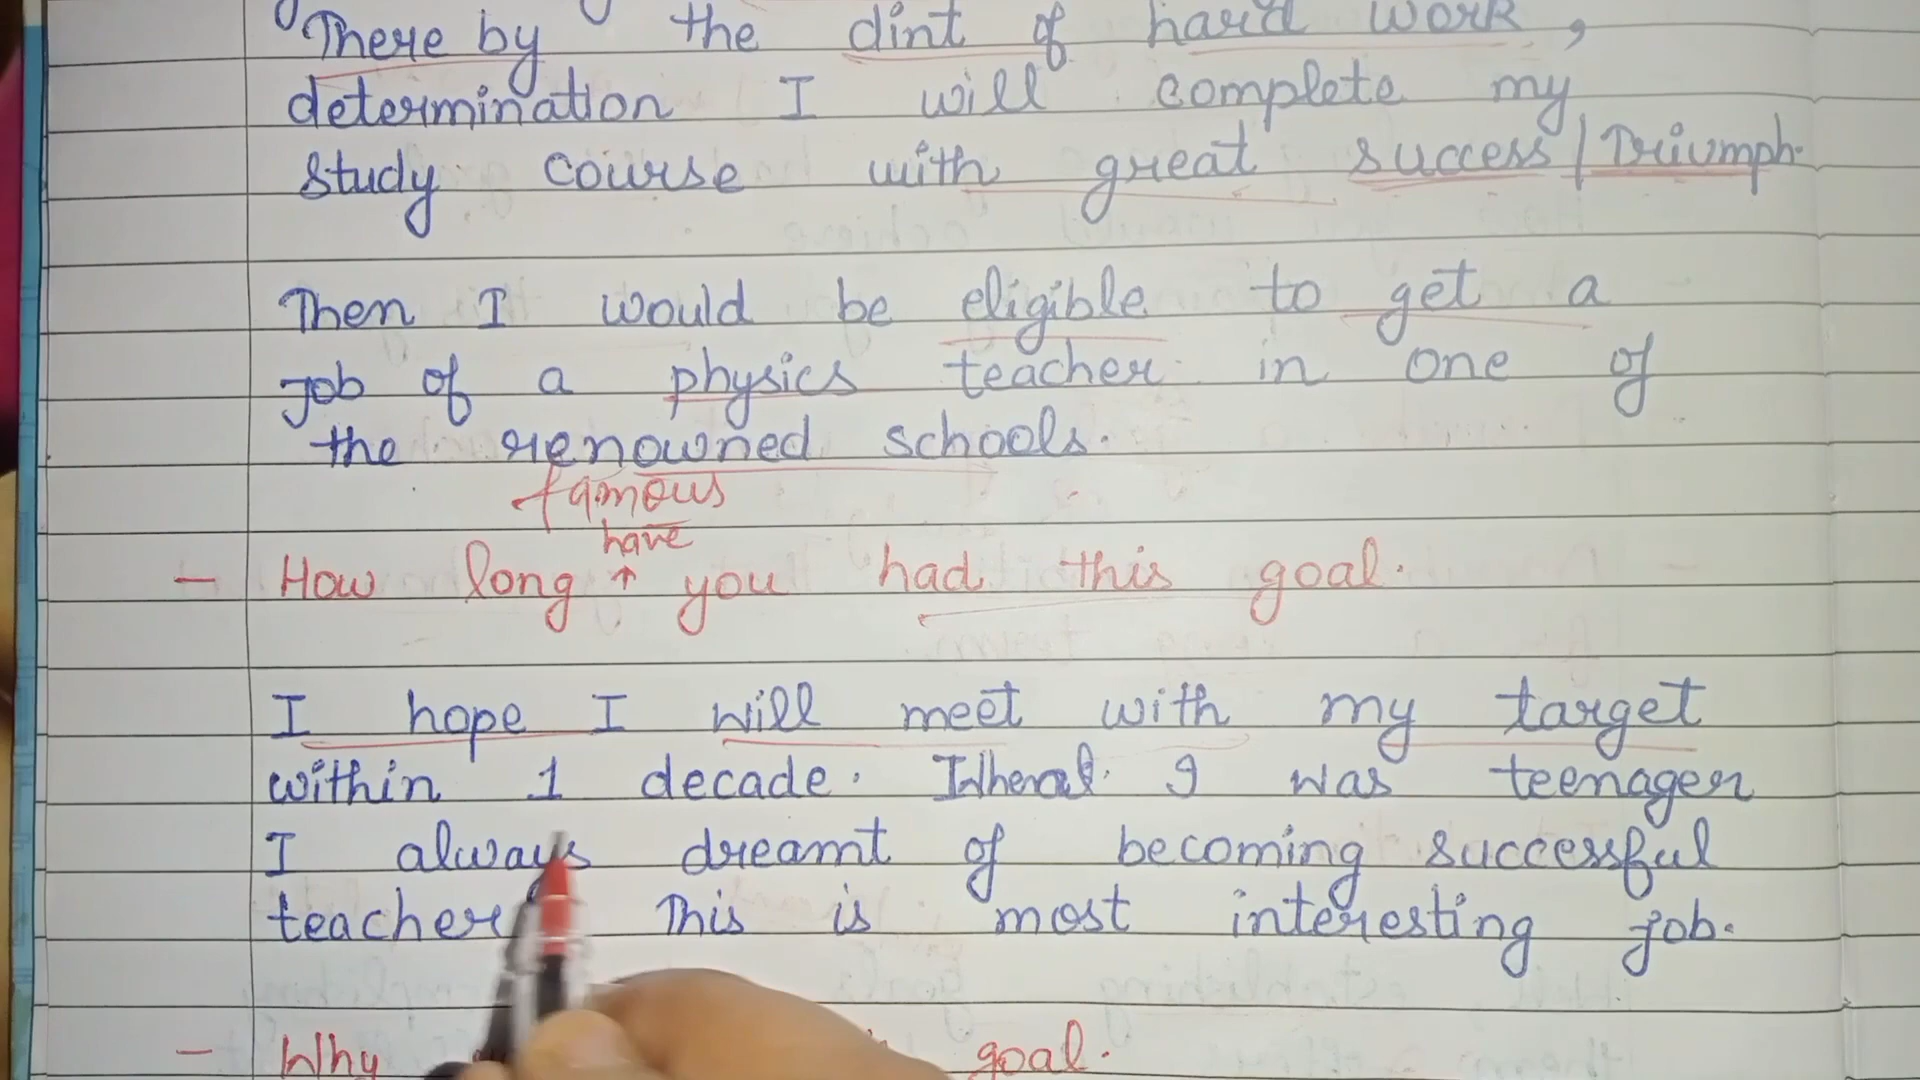 There by the dint of hard work,
determination I will complete my
study course with great success / Triumph.
Then I would be eligible to get a
job of a physics teacher in one of
the renowned schools.
famous
have
- How long ↑ you had this goal.
I hope I will meet with my target
within 1 decade. I was teenager
I always dreamt of becoming successful
teacher This is most interesting job.
- Why goal.